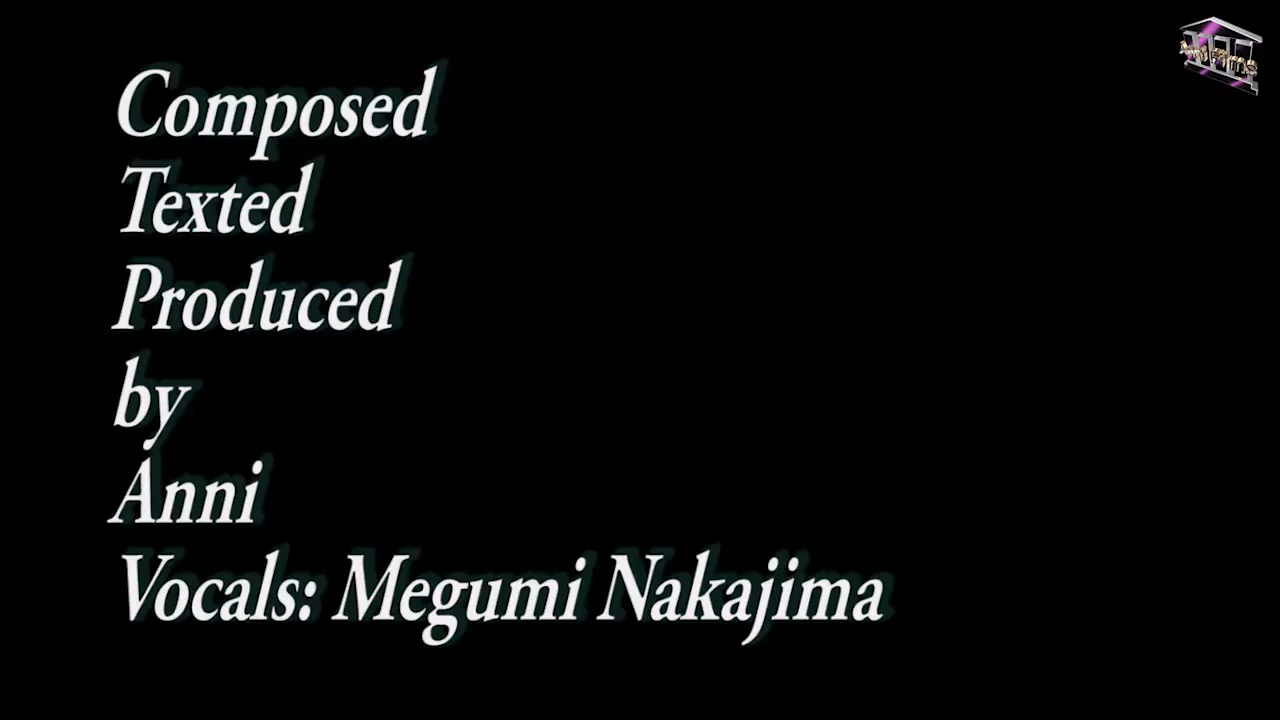 Composed
Texted
Produced
by
Anni
Vocals: Megumi Nakajima